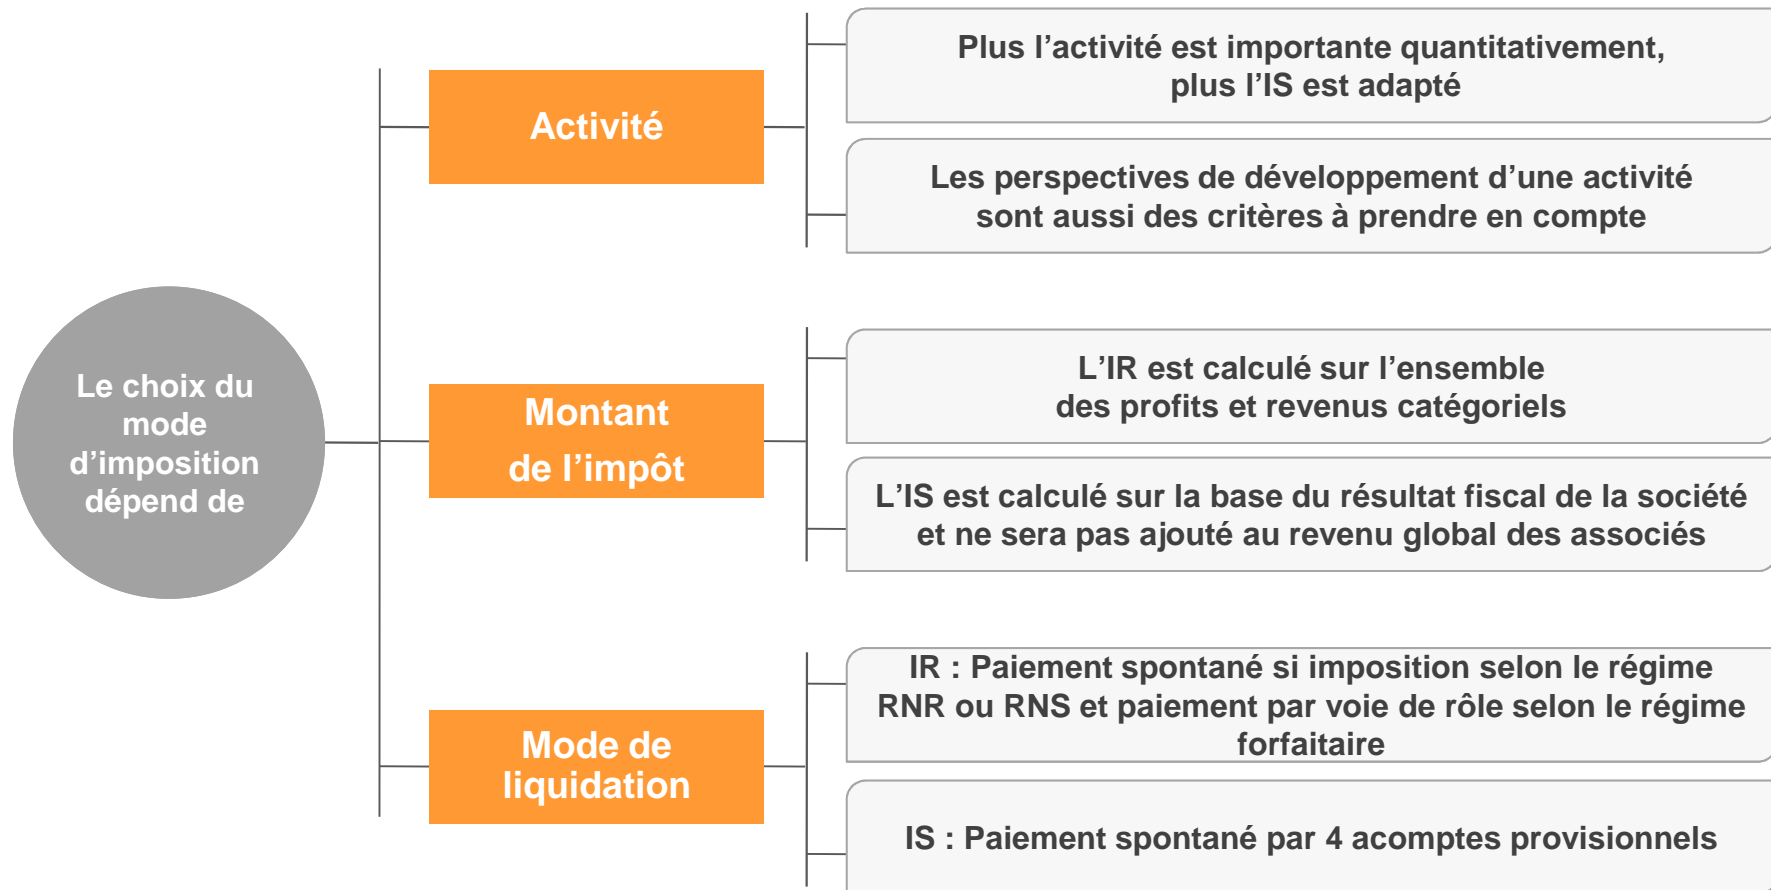 Le choix du
mode
d’imposition
dépend de
Activité
Plus l’activité est importante quantitativement,
plus l’IS est adapté
Les perspectives de développement d’une activité
sont aussi des critères à prendre en compte
Montant
de l’impôt
L’IR est calculé sur l’ensemble
des profits et revenus catégoriels
L’IS est calculé sur la base du résultat fiscal de la société
et ne sera pas ajouté au revenu global des associés
Mode de
liquidation
IR : Paiement spontané si imposition selon le régime
RNR ou RNS et paiement par voie de rôle selon le régime
forfaitaire
IS : Paiement spontané par 4 acomptes provisionnels